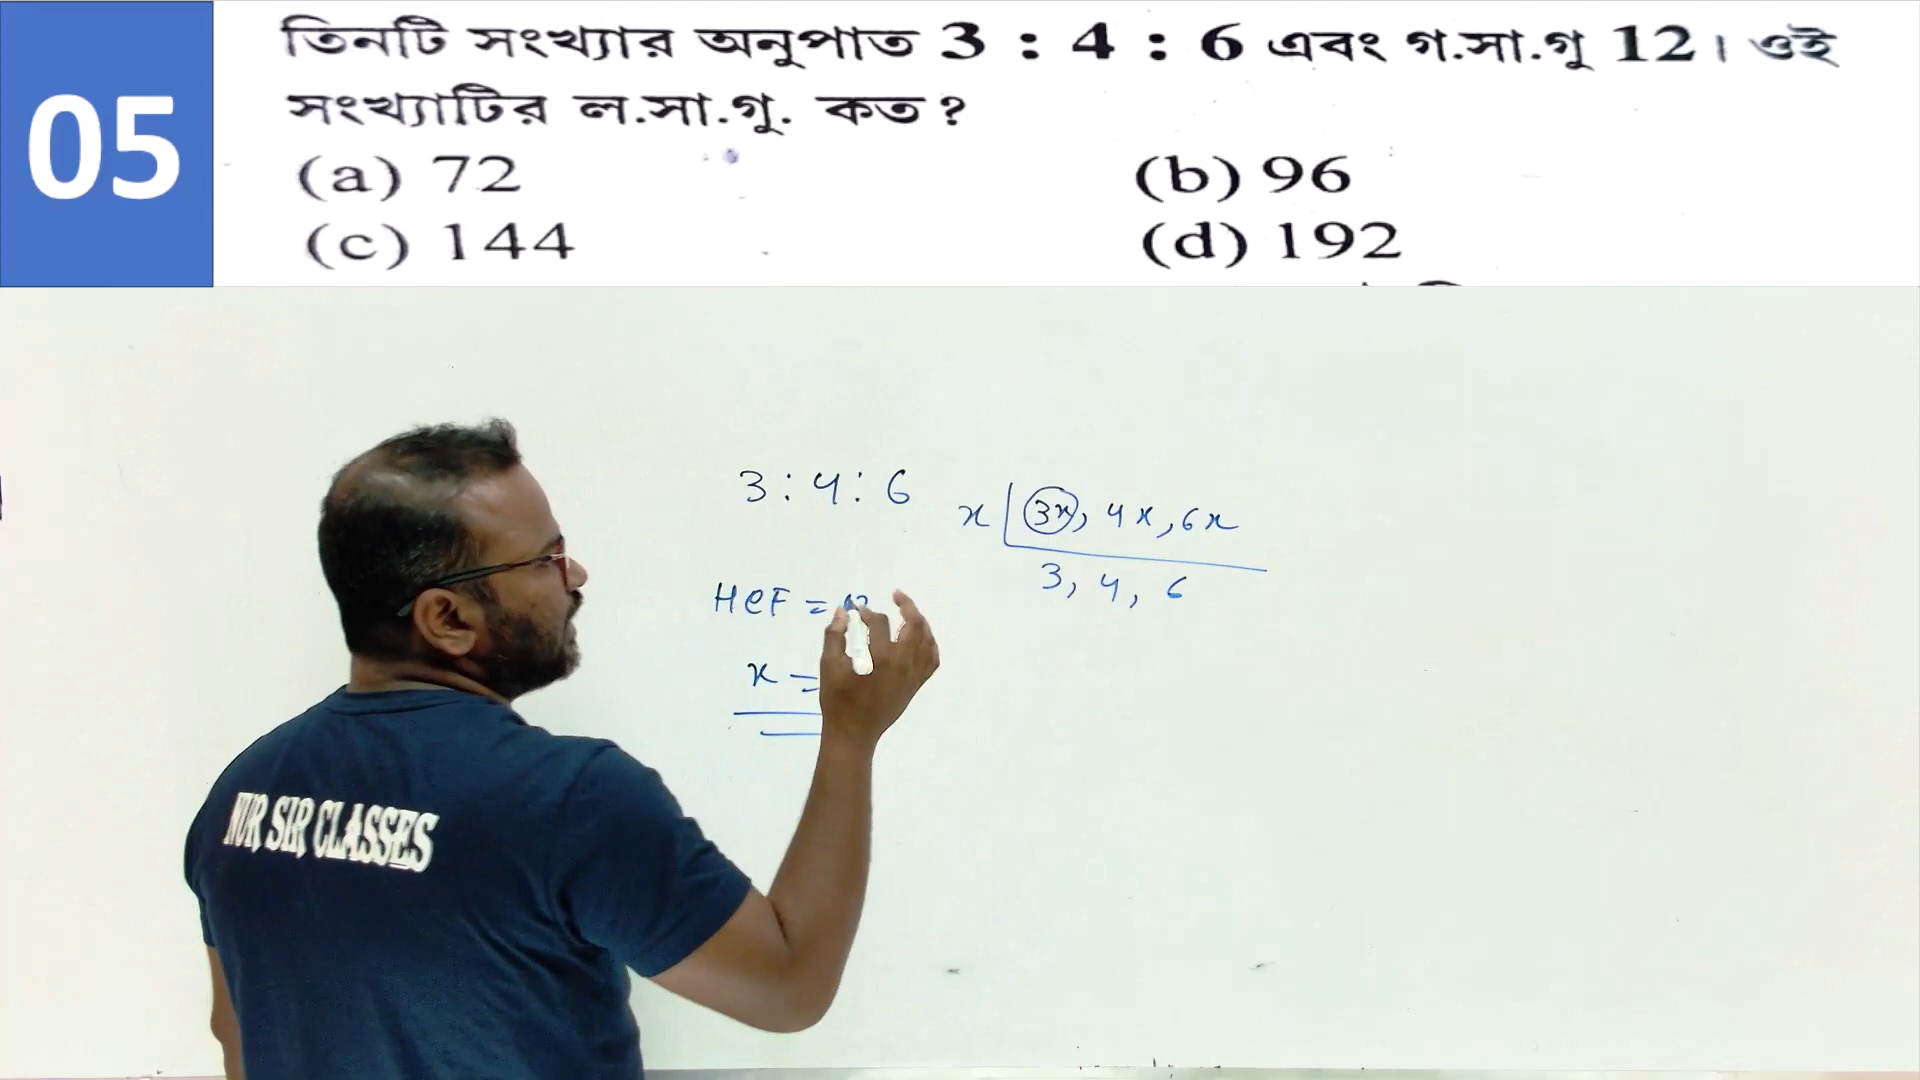 05
তিনটি সংখ্যার অনুপাত 3 : 4 : 6 এবং গ.সা.গু 12। ওই
সংখ্যাটির ল.সা.গু. কত ?
(a) 72 (b) 96
(c) 144 (d) 192
3 : 4 : 6
x 3x, 4x, 6x
3, 4, 6
HCF =
x =
NUR SIR CLASSES